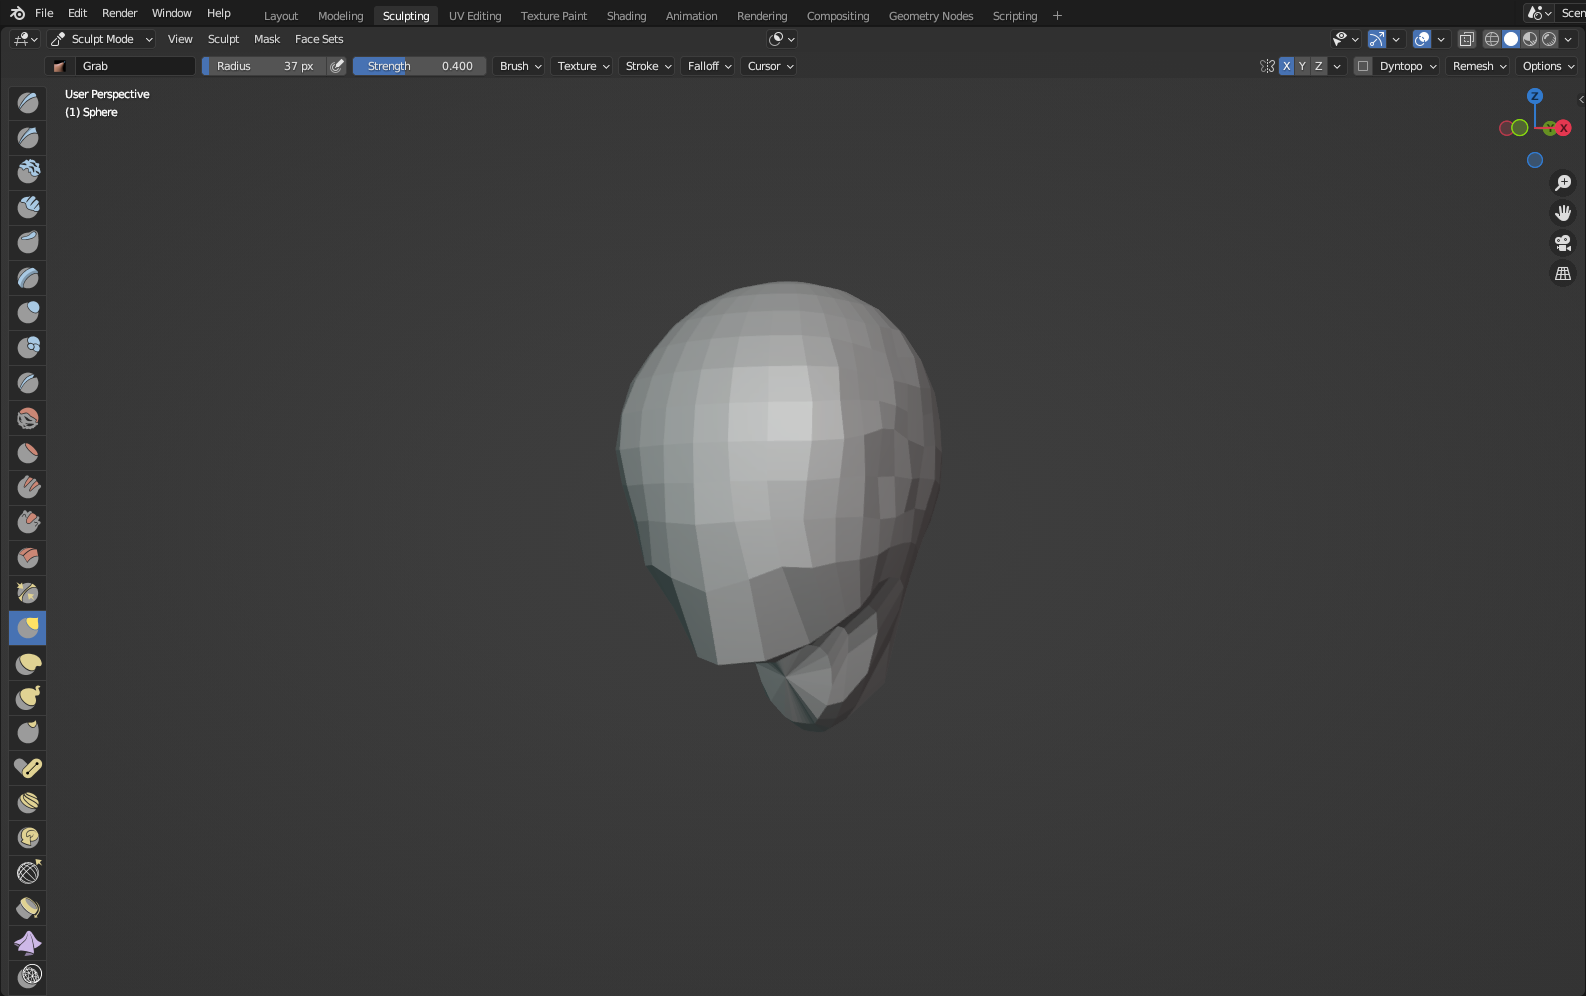 File Edit Render Window Help Layout Modeling Sculpting UV Editing Texture Paint Shading Animation Rendering Compositing Geometry Nodes Scripting + Scen
Sculpt Mode View Sculpt Mask Face Sets
Grab Radius 37 px Strength 0.400 Brush Texture Stroke Falloff Cursor X Y Z Dyntopo Remesh Options
User Perspective
(1) Sphere
Z
Y X